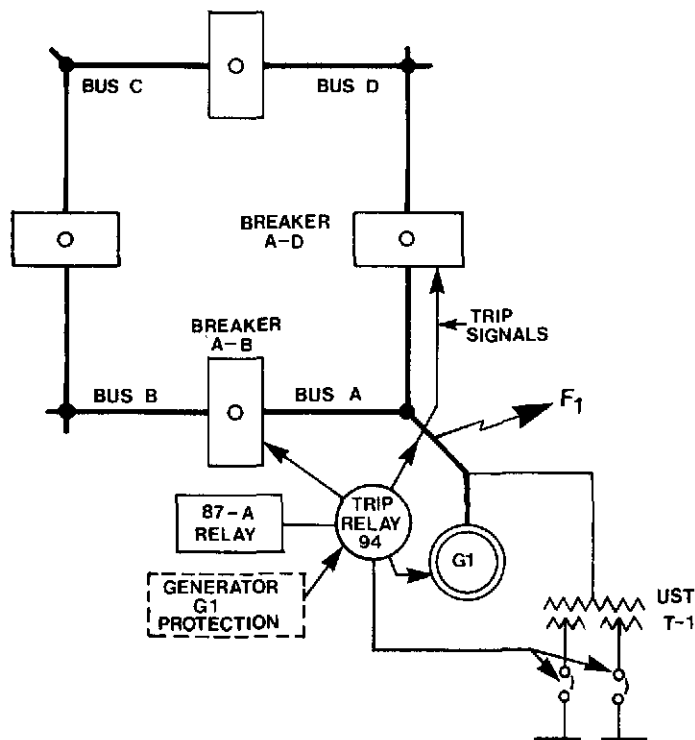 BUS C
BUS D
BREAKER
A-D
TRIP
SIGNALS
BREAKER
A-B
BUS B
BUS A
F1
87-A
RELAY
TRIP
RELAY
94
G1
GENERATOR
G1
PROTECTION
UST
T-1